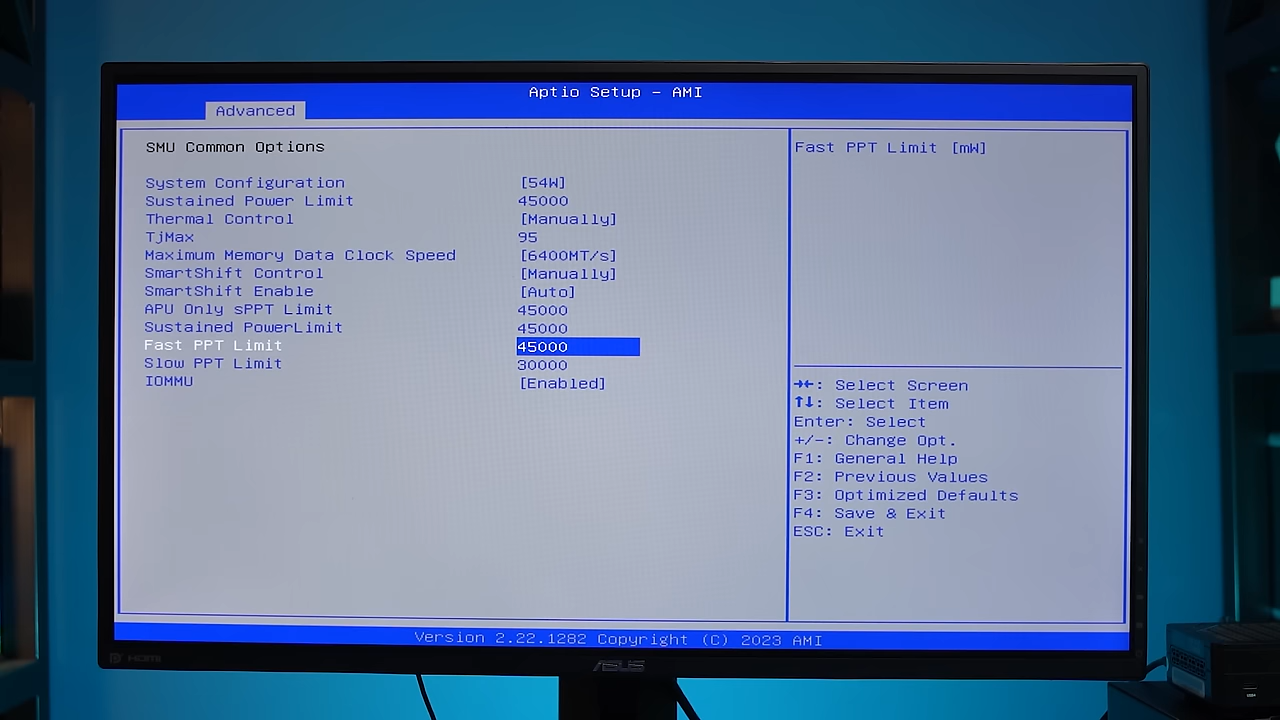 Aptio Setup – AMI
Advanced
SMU Common Options
System Configuration [54W]
Sustained Power Limit 45000
Thermal Control [Manually]
TjMax 95
Maximum Memory Data Clock Speed [6400MT/s]
SmartShift Control [Manually]
SmartShift Enable [Auto]
APU Only sPPT Limit 45000
Sustained PowerLimit 45000
Fast PPT Limit 45000
Slow PPT Limit 30000
IOMMU [Enabled]
Fast PPT Limit [mW]
→←: Select Screen
↑↓: Select Item
Enter: Select
+/-: Change Opt.
F1: General Help
F2: Previous Values
F3: Optimized Defaults
F4: Save & Exit
ESC: Exit
Version 2.22.1282 Copyright (C) 2023 AMI
HDMI
ASUS